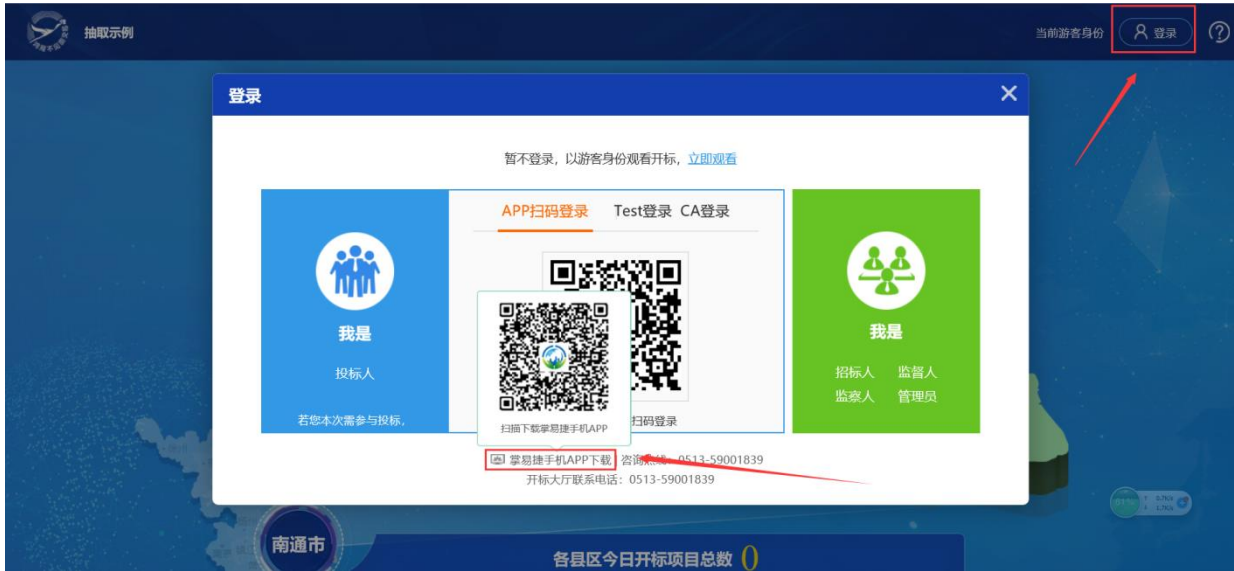 抽取示例
当前游客身份
登录
登录
暂不登录，以游客身份观看开标，立即观看
APP扫码登录 Test登录 CA登录
我是
投标人
若您本次需参与投标，
扫描下载掌易捷手机APP
扫码登录
我是
招标人 监督人
监察人 管理员
掌易捷手机APP下载 咨询热线：0513-59001839
开标大厅联系电话：0513-59001839
南通市
各县区今日开标项目总数 0